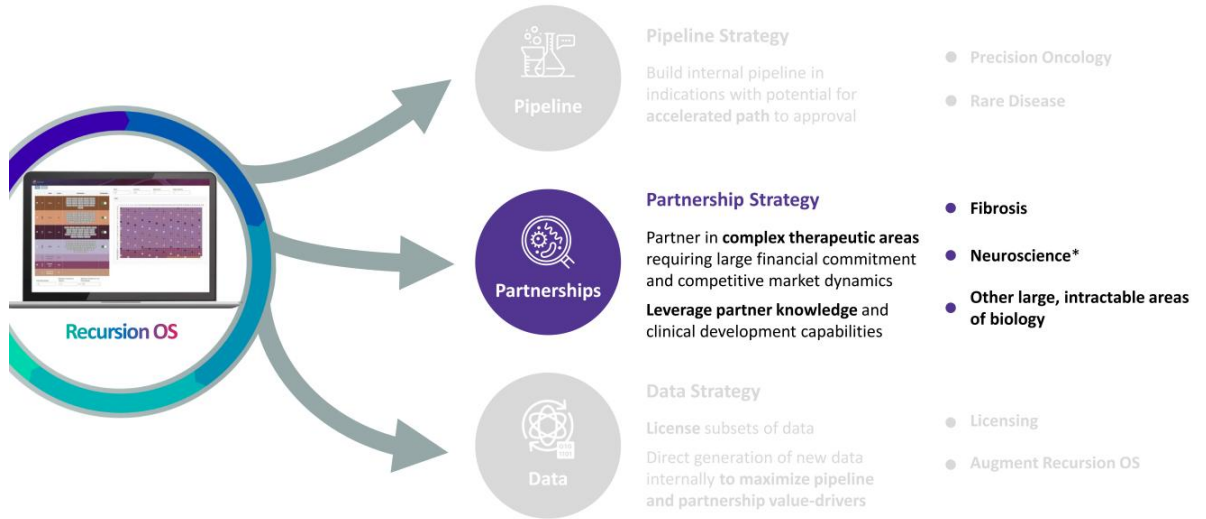 Pipeline Strategy
Build internal pipeline in
indications with potential for
accelerated path to approval
Precision Oncology
Rare Disease
Pipeline
Recursion OS
Partnership Strategy
Partner in complex therapeutic areas
requiring large financial commitment
and competitive market dynamics
Leverage partner knowledge and
clinical development capabilities
Fibrosis
Neuroscience*
Other large, intractable areas
of biology
Partnerships
Data Strategy
License subsets of data
Direct generation of new data
internally to maximize pipeline
and partnership value-drivers
Licensing
Augment Recursion OS
Data